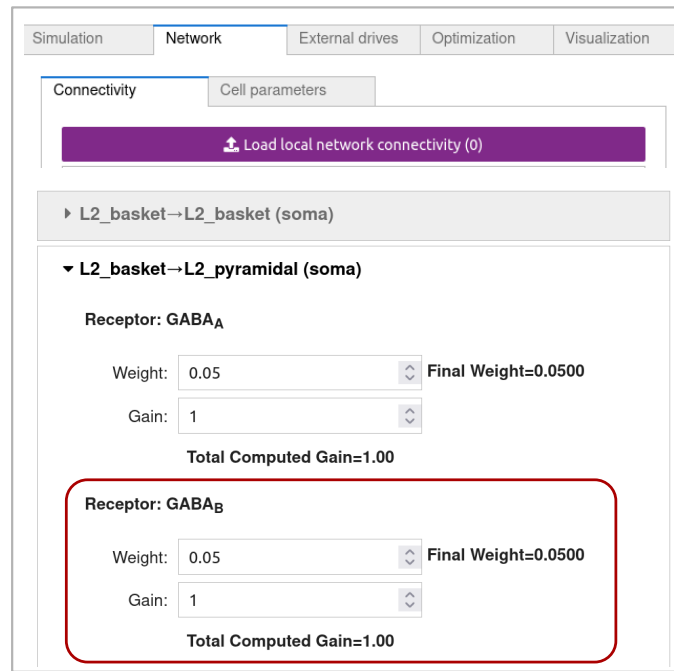 Simulation Network External drives Optimization Visualization
Connectivity Cell parameters
Load local network connectivity (0)
L2_basket→L2_basket (soma)
L2_basket→L2_pyramidal (soma)
Receptor: GABAA
Weight: 0.05 Final Weight=0.0500
Gain: 1
Total Computed Gain=1.00
Receptor: GABAB
Weight: 0.05 Final Weight=0.0500
Gain: 1
Total Computed Gain=1.00